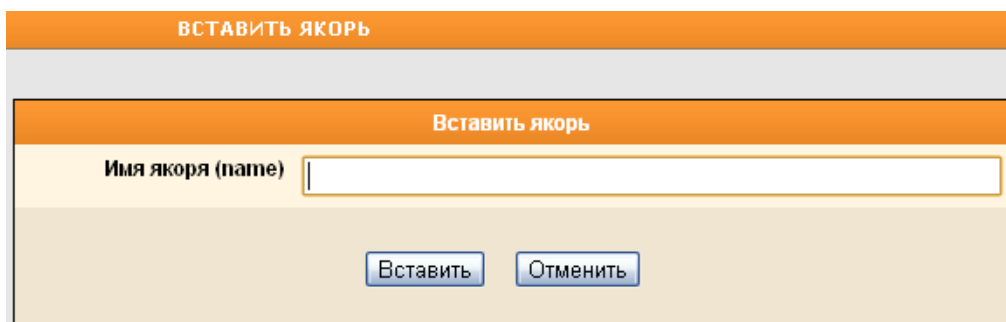 ВСТАВИТЬ ЯКОРЬ
Вставить якорь
Имя якоря (name)
Вставить Отменить